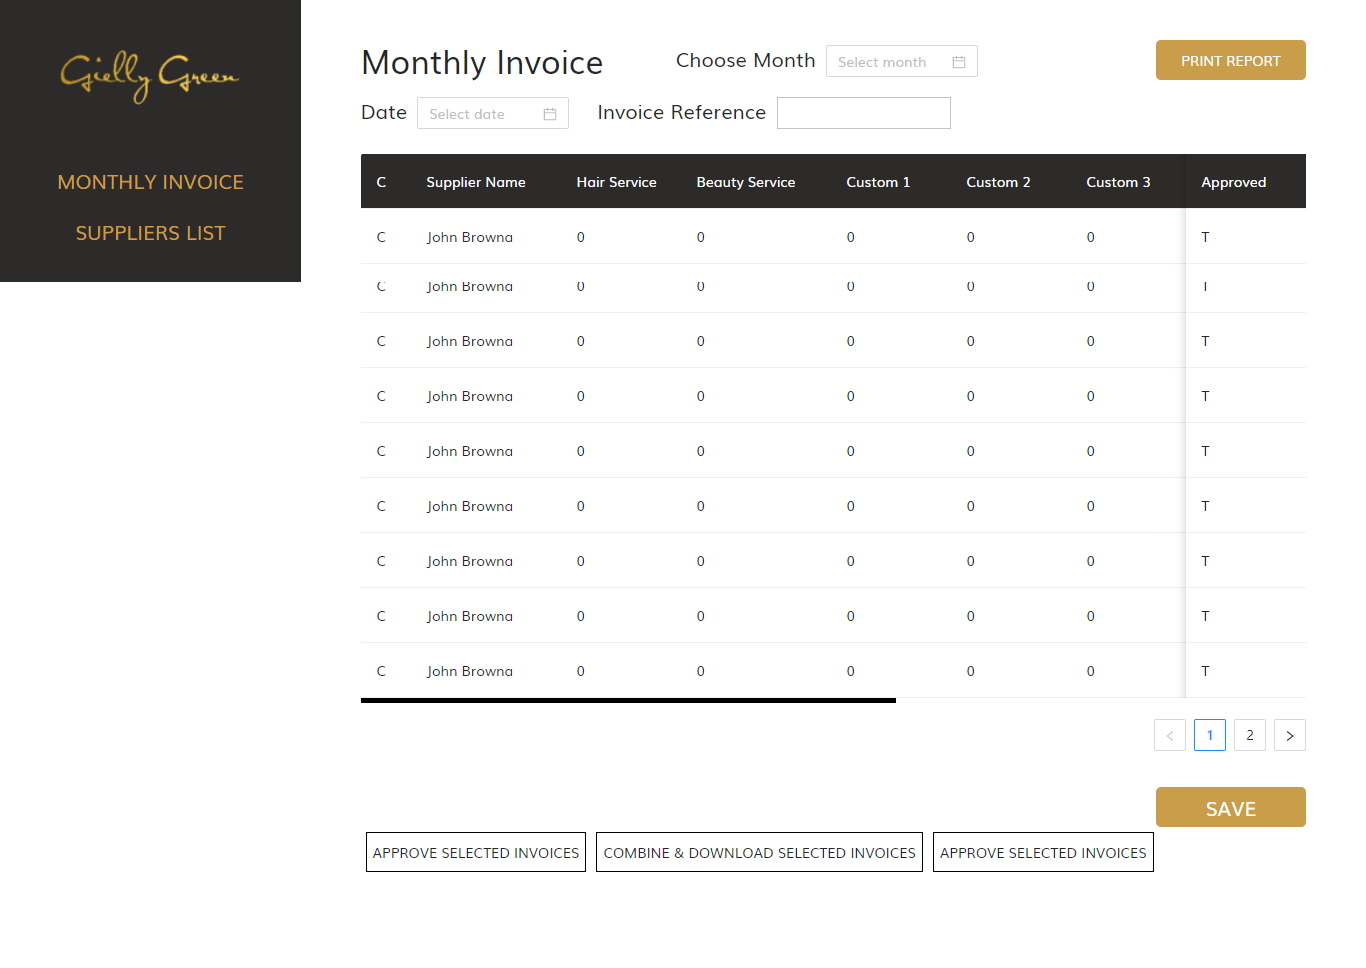 Gielly Green
MONTHLY INVOICE
SUPPLIERS LIST
Monthly Invoice
Choose Month Select month
PRINT REPORT
Date Select date Invoice Reference
C Supplier Name Hair Service Beauty Service Custom 1 Custom 2 Custom 3 Approved
C John Browna 0 0 0 0 0 T
C John Browna 0 0 0 0 0 T
C John Browna 0 0 0 0 0 T
C John Browna 0 0 0 0 0 T
C John Browna 0 0 0 0 0 T
C John Browna 0 0 0 0 0 T
C John Browna 0 0 0 0 0 T
C John Browna 0 0 0 0 0 T
C John Browna 0 0 0 0 0 T
< 1 2 >
SAVE
APPROVE SELECTED INVOICES COMBINE & DOWNLOAD SELECTED INVOICES APPROVE SELECTED INVOICES